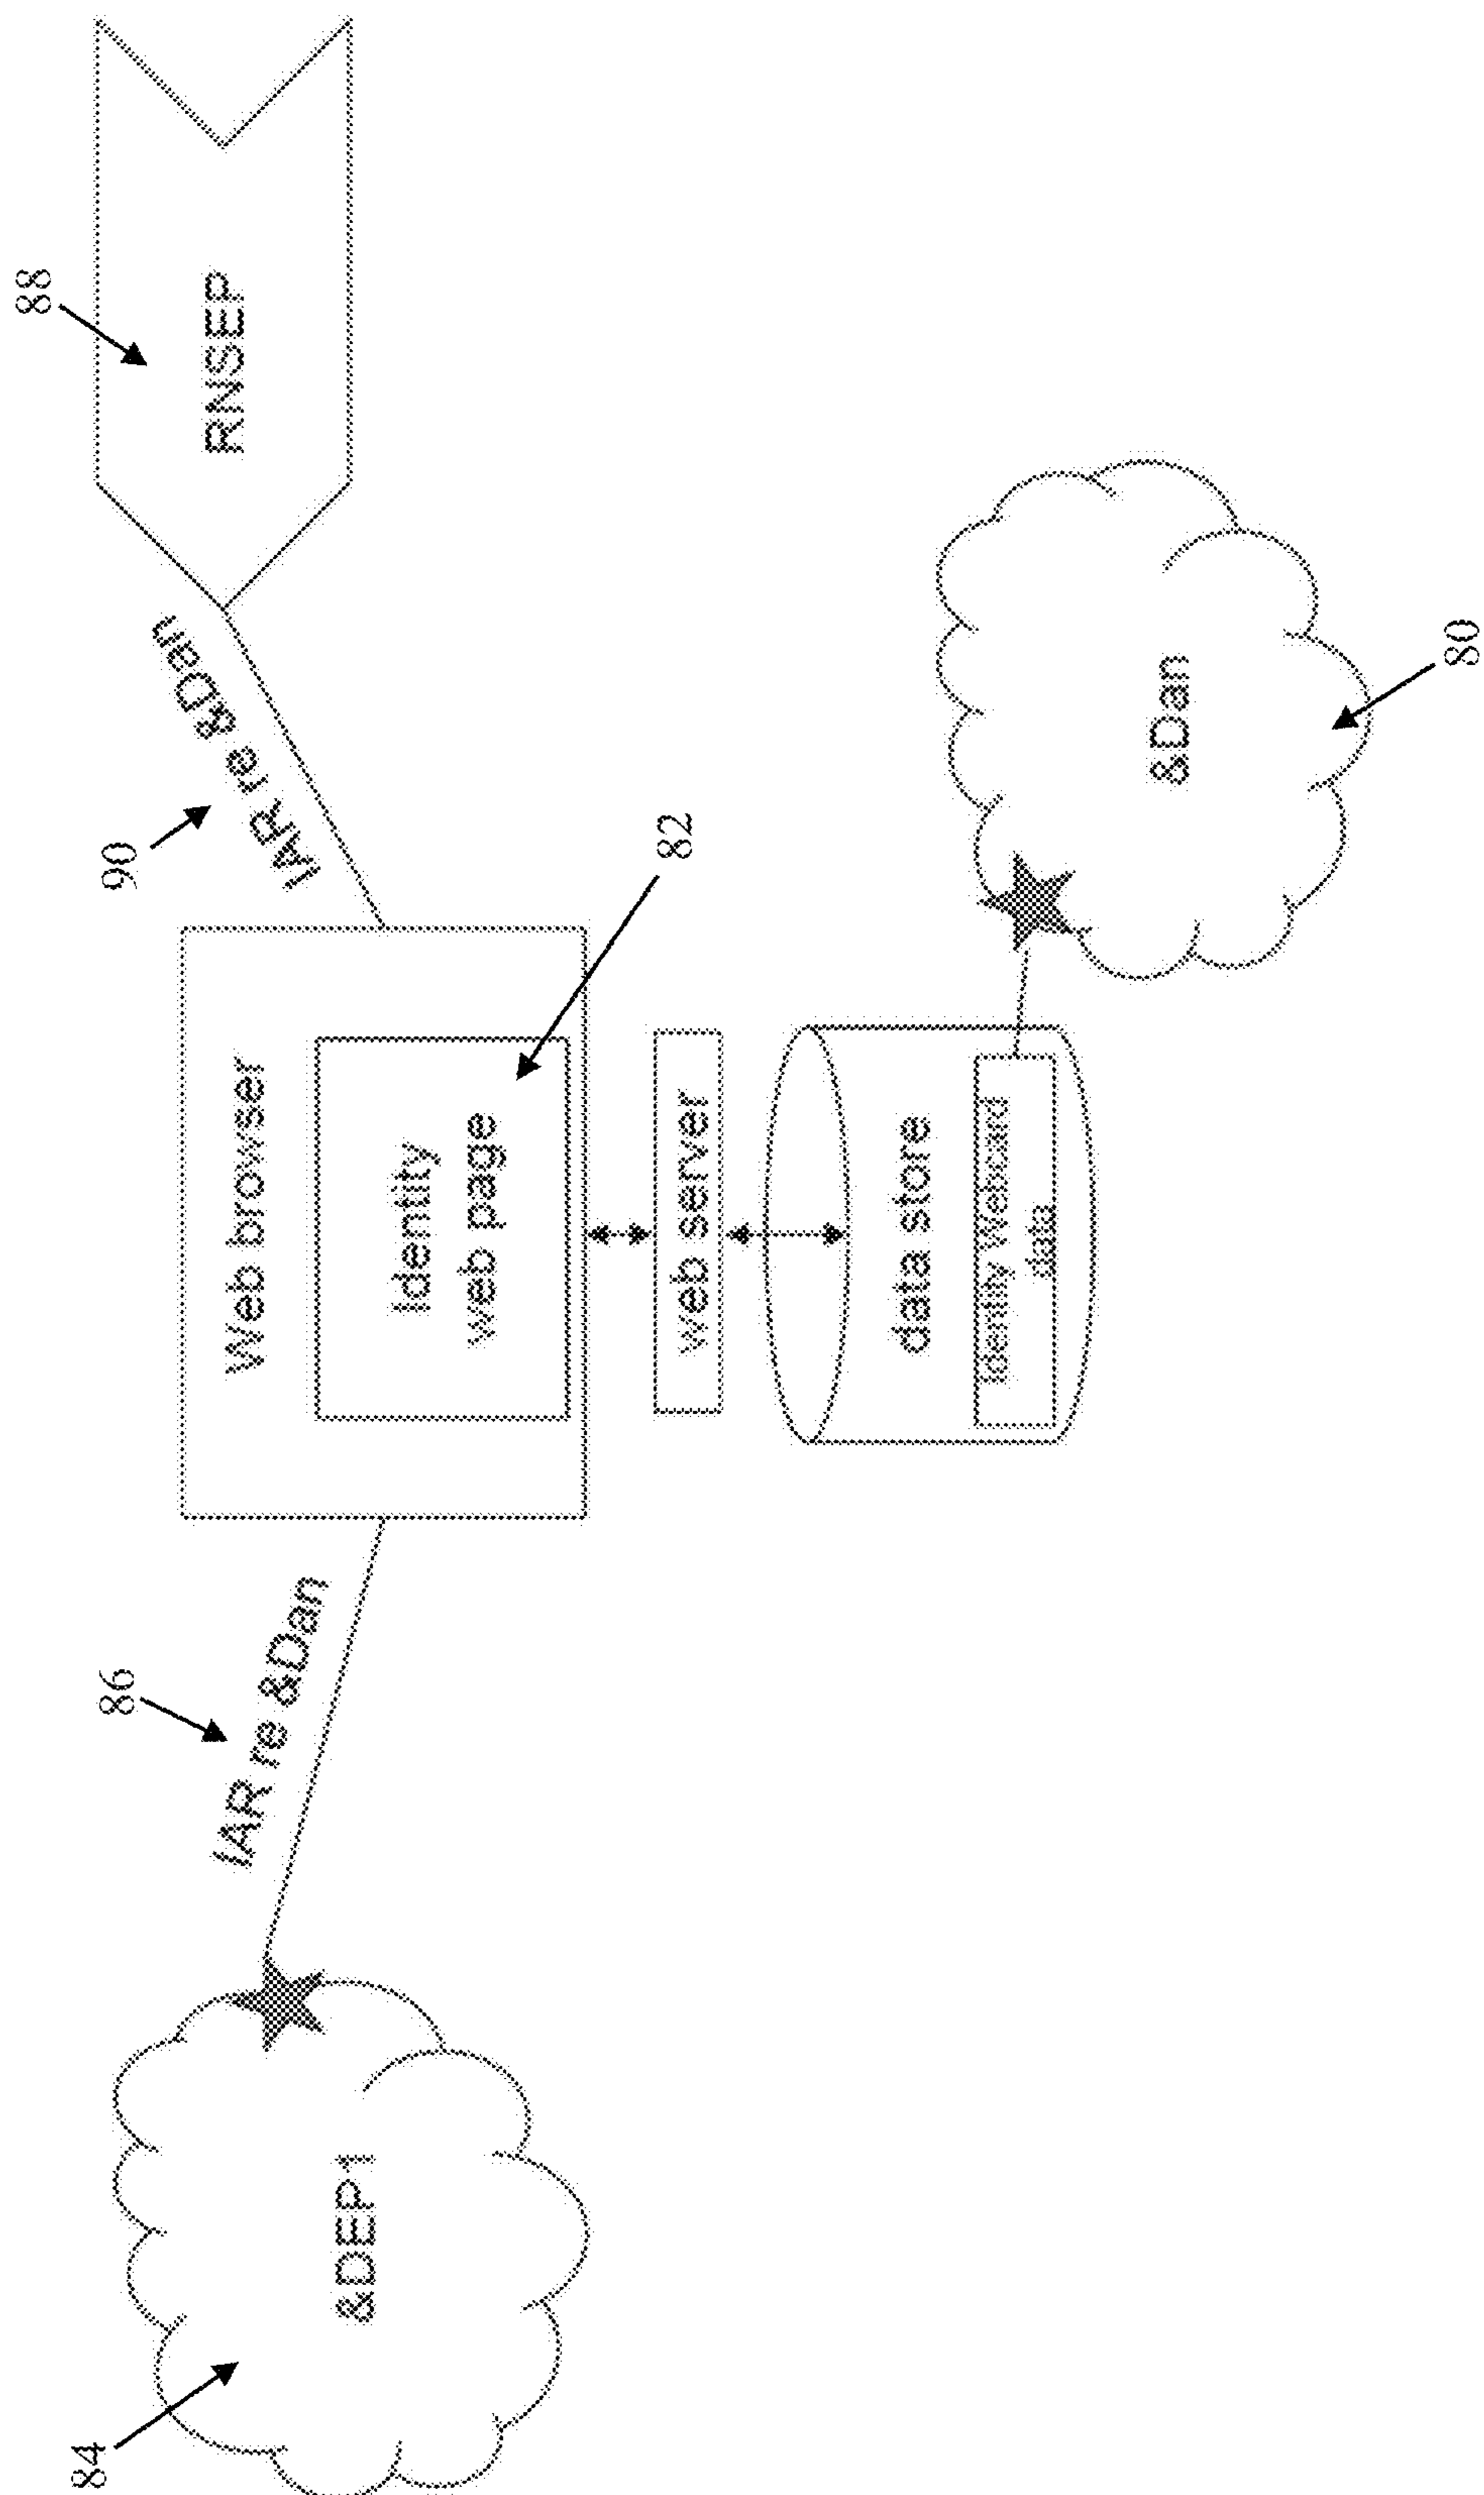 88
84
86
90
IAR re &Dan
IAR re &Dan
RNSEP
Web browser
&DEP1
Identity
web page
82
web server
data store
Identity Webcard
data
&Dan
80